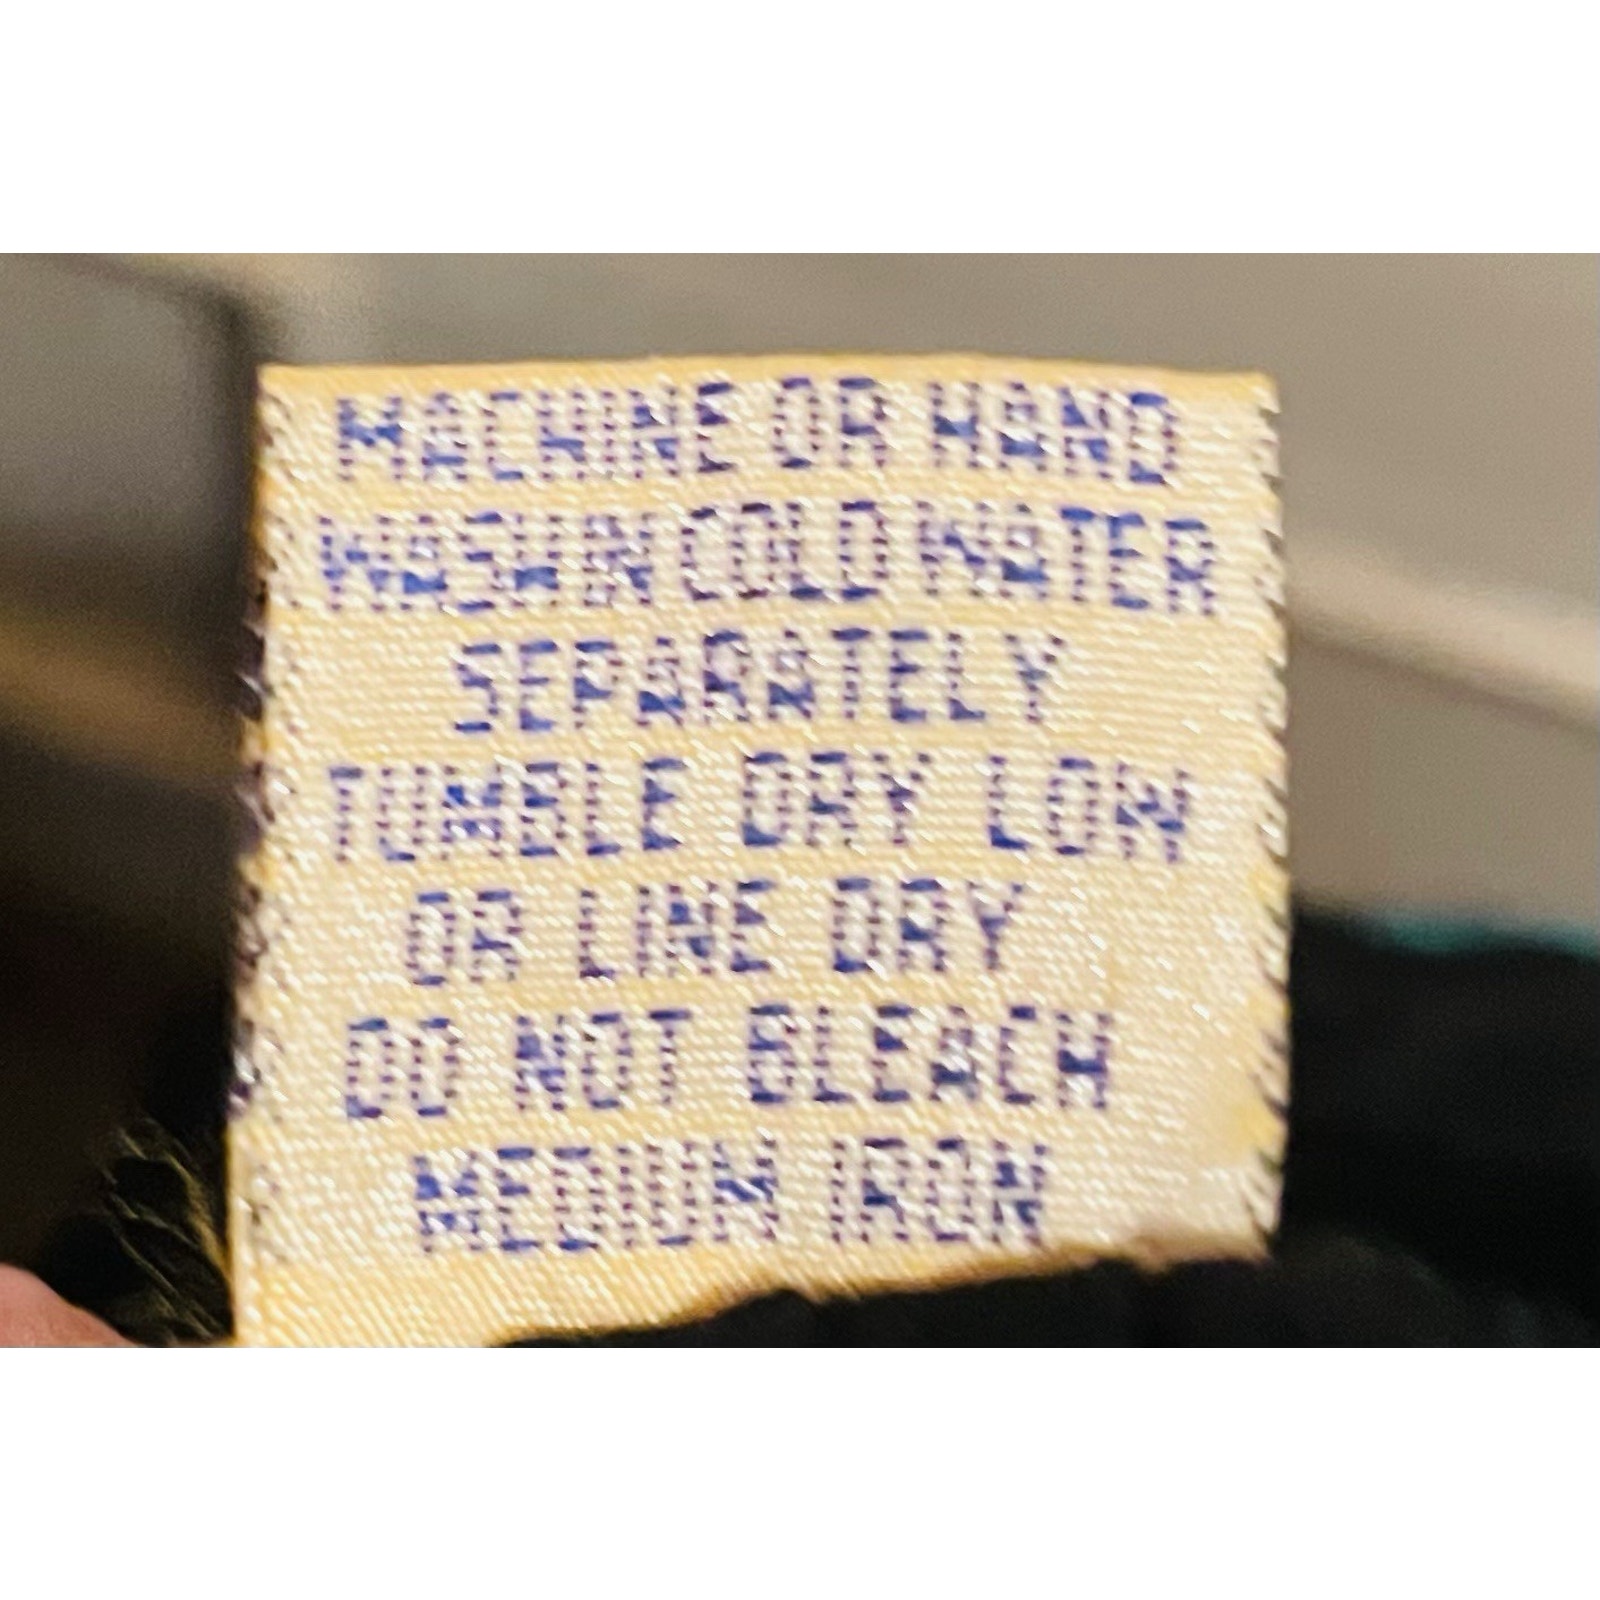 MACHINE OR HAND
WASH IN COLD WATER
SEPARATELY
TUMBLE DRY LOW
OR LINE DRY
DO NOT BLEACH
MEDIUM IRON